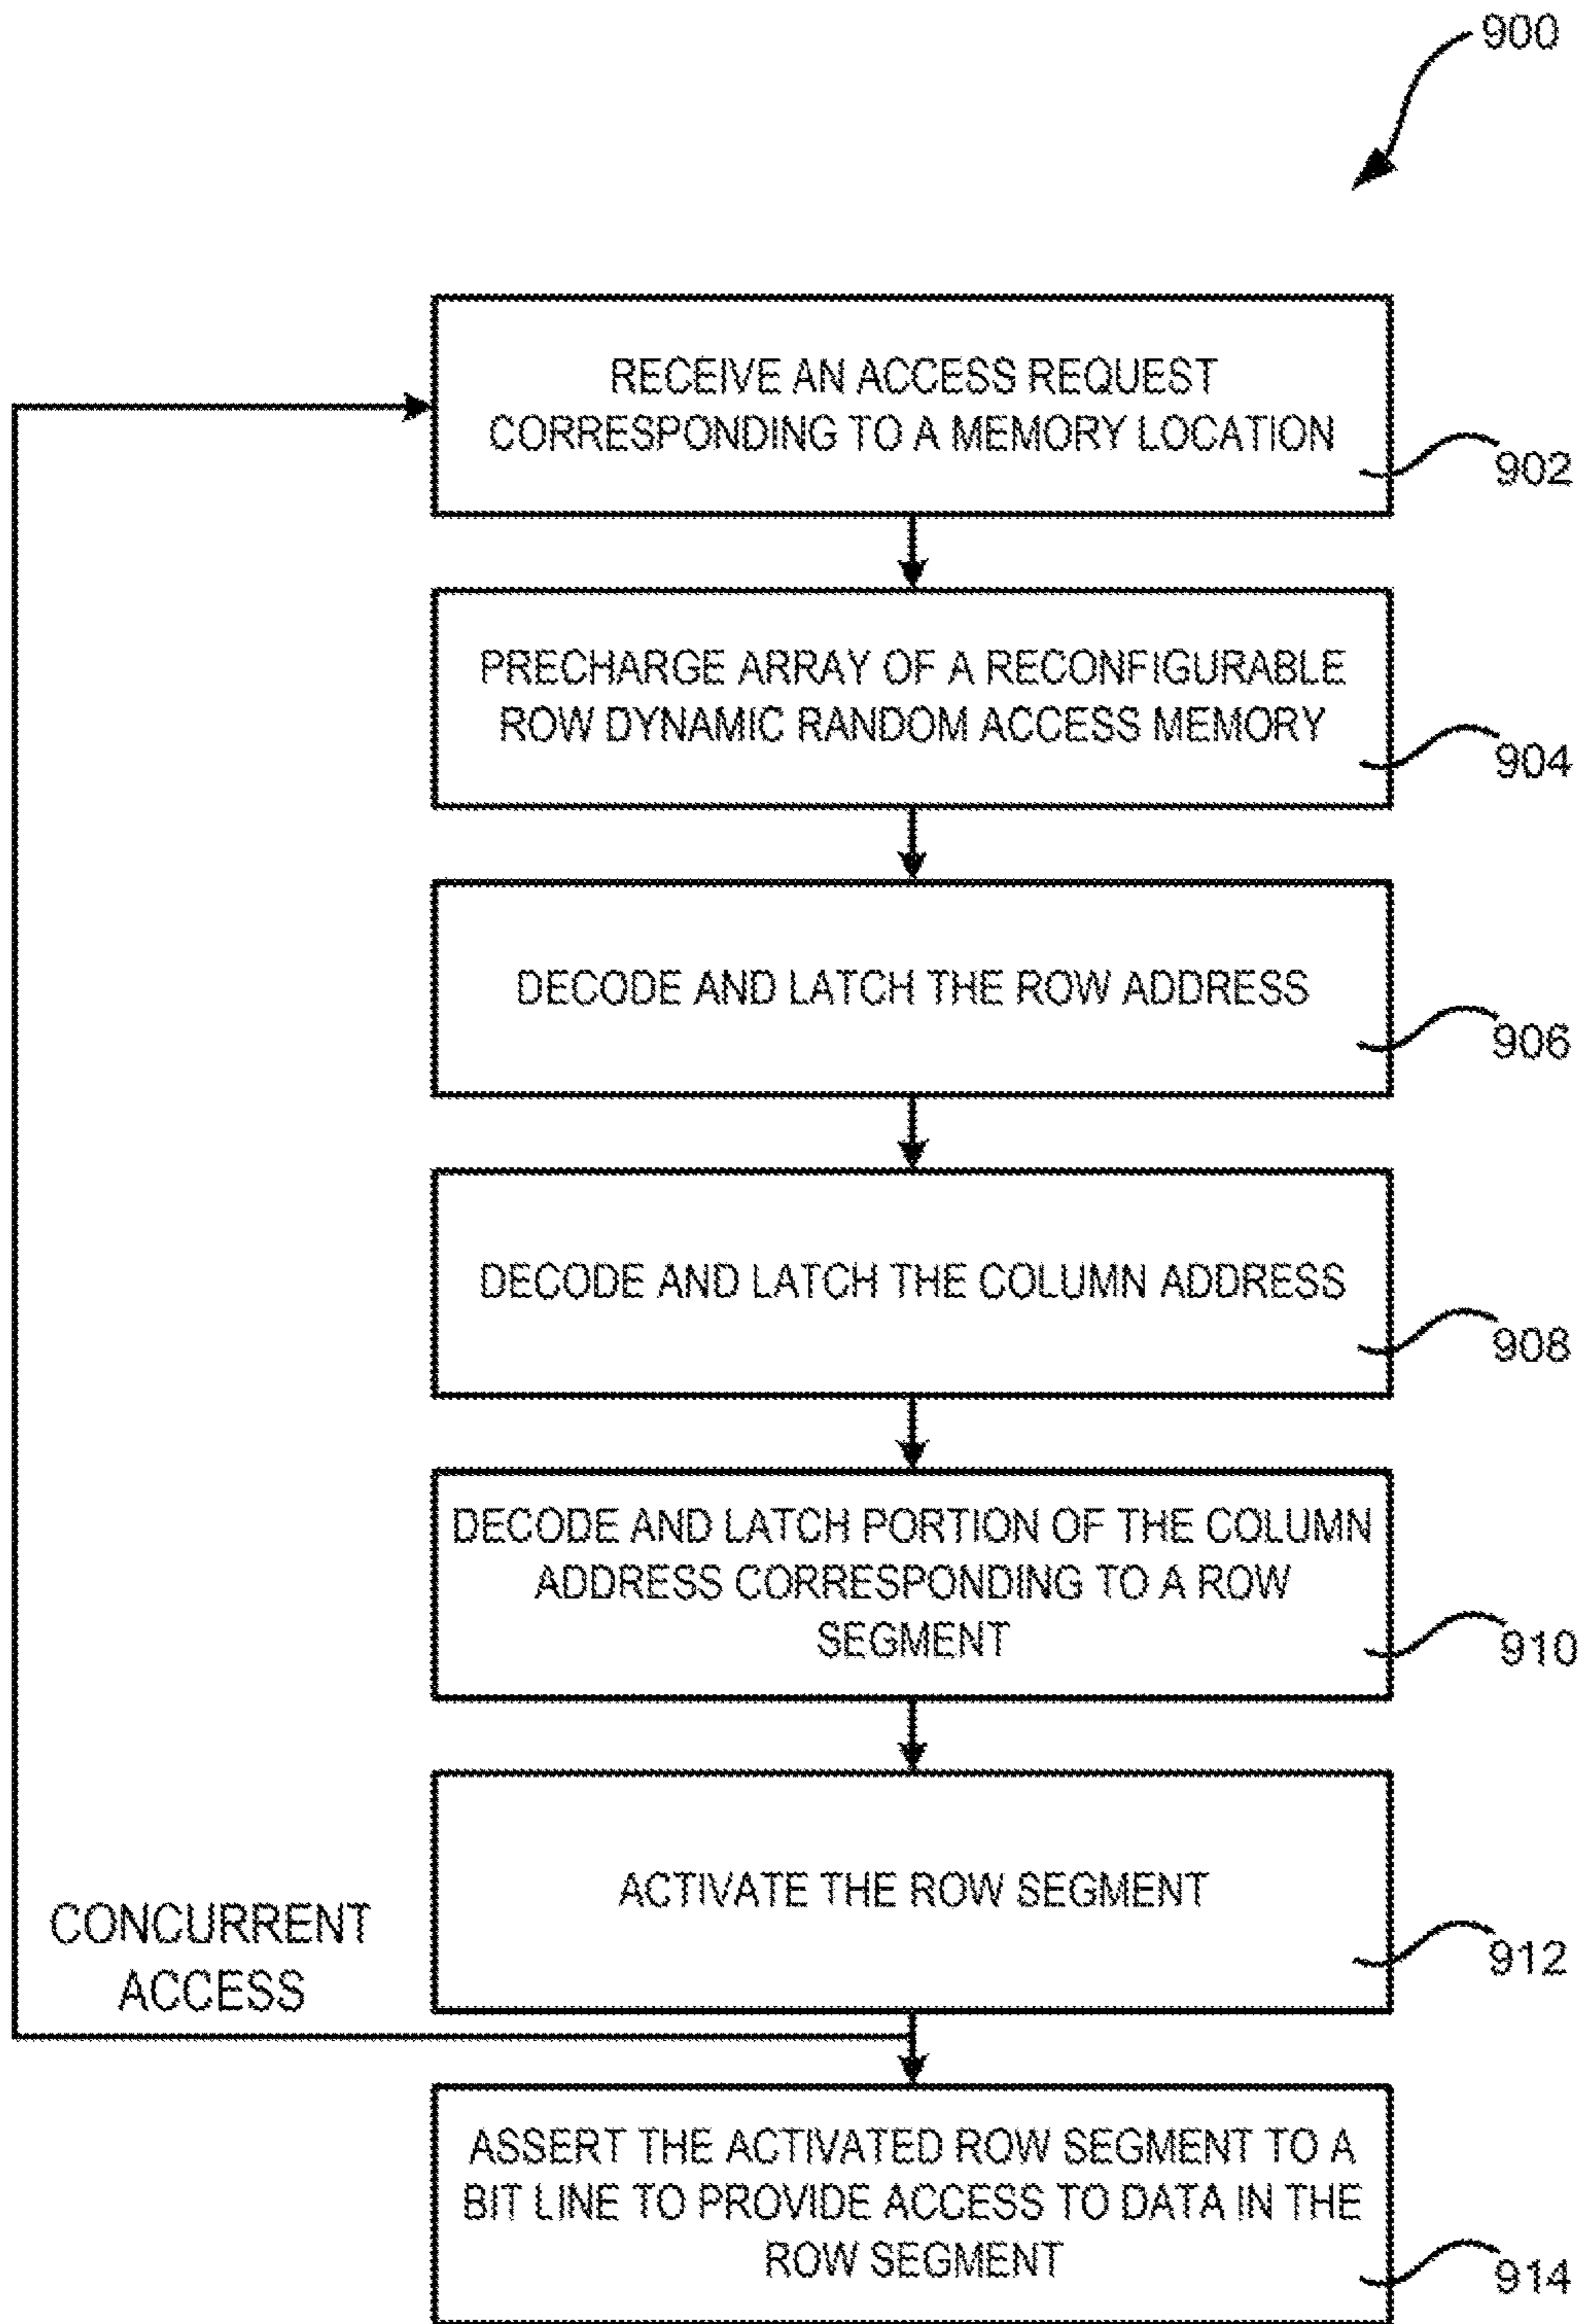 900
RECEIVE AN ACCESS REQUEST
CORRESPONDING TO A MEMORY LOCATION
902
PRECHARGE ARRAY OF A RECONFIGURABLE
ROW DYNAMIC RANDOM ACCESS MEMORY
904
DECODE AND LATCH THE ROW ADDRESS
906
DECODE AND LATCH THE COLUMN ADDRESS
908
DECODE AND LATCH PORTION OF THE COLUMN
ADDRESS CORRESPONDING TO A ROW
SEGMENT
910
ACTIVATE THE ROW SEGMENT
912
CONCURRENT
ACCESS
ASSERT THE ACTIVATED ROW SEGMENT TO A
BIT LINE TO PROVIDE ACCESS TO DATA IN THE
ROW SEGMENT
914